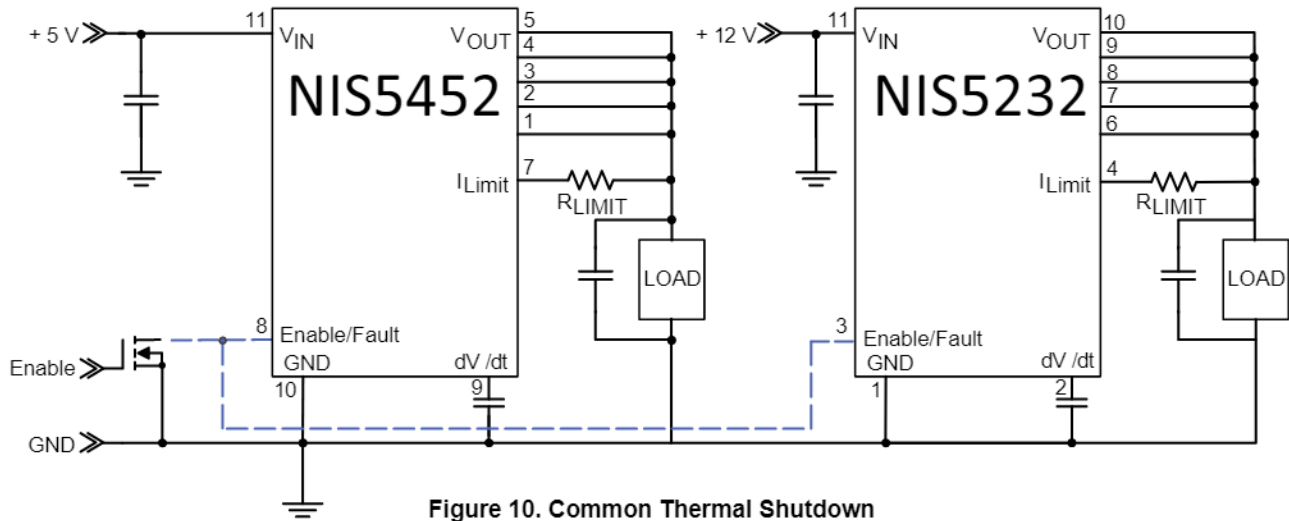 + 5 V
11
VIN
NIS5452
VOUT
5
4
3
2
1
ILimit
7
RLIMIT
LOAD
8
Enable/Fault
GND
10
dV /dt
9
Enable
GND
+ 12 V
11
VIN
NIS5232
VOUT
10
9
8
7
6
ILimit
4
RLIMIT
LOAD
3
Enable/Fault
GND
1
dV /dt
2
Figure 10. Common Thermal Shutdown